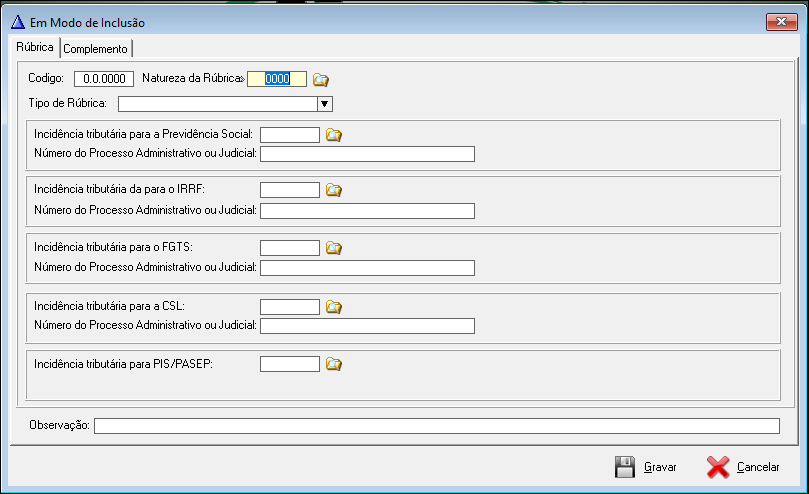 Em Modo de Inclusão
Rúbrica Complemento
Codigo: 0.0.0000 Natureza da Rúbrica: 0000
Tipo de Rúbrica:
Incidência tributária para a Previdência Social:
Número do Processo Administrativo ou Judicial:
Incidência tributária da para o IRRF:
Número do Processo Administrativo ou Judicial:
Incidência tributária para o FGTS:
Número do Processo Administrativo ou Judicial:
Incidência tributária para a CSL:
Número do Processo Administrativo ou Judicial:
Incidência tributária para PIS/PASEP:
Observação:
Gravar Cancelar